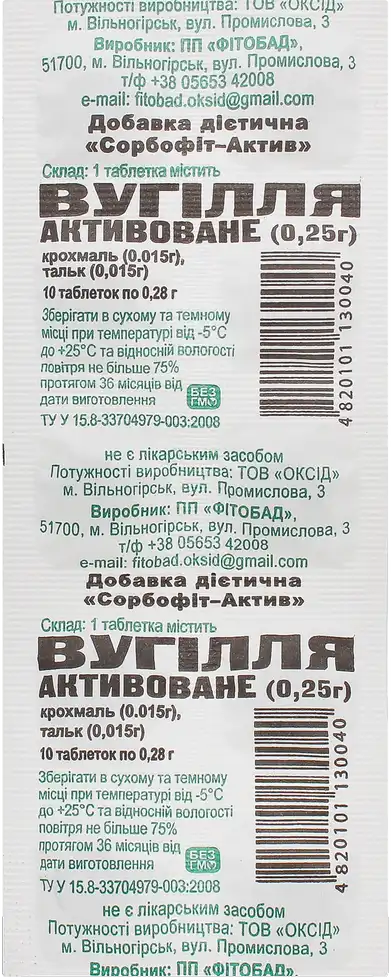 Потужності виробництва: ТОВ «ОКСІД»
м. Вільногірськ, вул. Промислова, 3
Виробник: ПП «ФІТОБАД»,
51700, м. Вільногірськ, вул. Промислова, 3
т/ф +38 05653 42008
e-mail: fitobad.oksid@gmail.com
Добавка дієтична
«Сорбофіт–Актив»
Склад: 1 таблетка містить
ВУГІЛЛЯ
АКТИВОВАНЕ (0,25г)
крохмаль (0.015г),
тальк (0,015г)
10 таблеток по 0,28 г
Зберігати в сухому та темному
місці при температурі від -5°С
до +25°С та відносній вологості
повітря не більше 75%
протягом 36 місяців від
дати виготовлення
БЕЗ
ГМО
ТУ У 15.8-33704979-003:2008
4 820101 130040
не є лікарським засобом
Потужності виробництва: ТОВ «ОКСІД»
м. Вільногірськ, вул. Промислова, 3
Виробник: ПП «ФІТОБАД»,
51700, м. Вільногірськ, вул. Промислова, 3
т/ф +38 05653 42008
e-mail: fitobad.oksid@gmail.com
Добавка дієтична
«Сорбофіт–Актив»
Склад: 1 таблетка містить
ВУГІЛЛЯ
АКТИВОВАНЕ (0,25г)
крохмаль (0.015г),
тальк (0,015г)
10 таблеток по 0,28 г
Зберігати в сухому та темному
місці при температурі від -5°С
до +25°С та відносній вологості
повітря не більше 75%
протягом 36 місяців від
дати виготовлення
БЕЗ
ГМО
ТУ У 15.8-33704979-003:2008
4 820101 130040
не є лікарським засобом
Потужності виробництва: ТОВ «ОКСІД»
м. Вільногірськ, вул. Промислова, 3
Виробник: ПП «ФІТОБАД»,